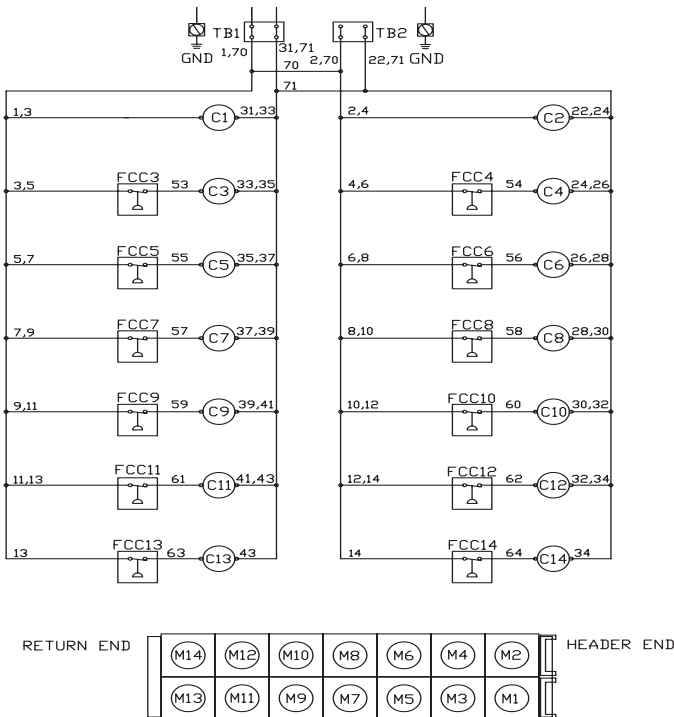 TB1 TB2
GND 1,70 31,71 2,70 22,71 GND
70
71
1,3 C1 31,33 2,4 C2 22,24
FCC3 FCC4
3,5 53 C3 33,35 4,6 54 C4 24,26
FCC5 FCC6
5,7 55 C5 35,37 6,8 56 C6 26,28
FCC7 FCC8
7,9 57 C7 37,39 8,10 58 C8 28,30
FCC9 FCC10
9,11 59 C9 39,41 10,12 60 C10 30,32
FCC11 FCC12
11,13 61 C11 41,43 12,14 62 C12 32,34
FCC13 FCC14
13 63 C13 43 14 64 C14 34
RETURN END M14 M12 M10 M8 M6 M4 M2 HEADER END
M13 M11 M9 M7 M5 M3 M1